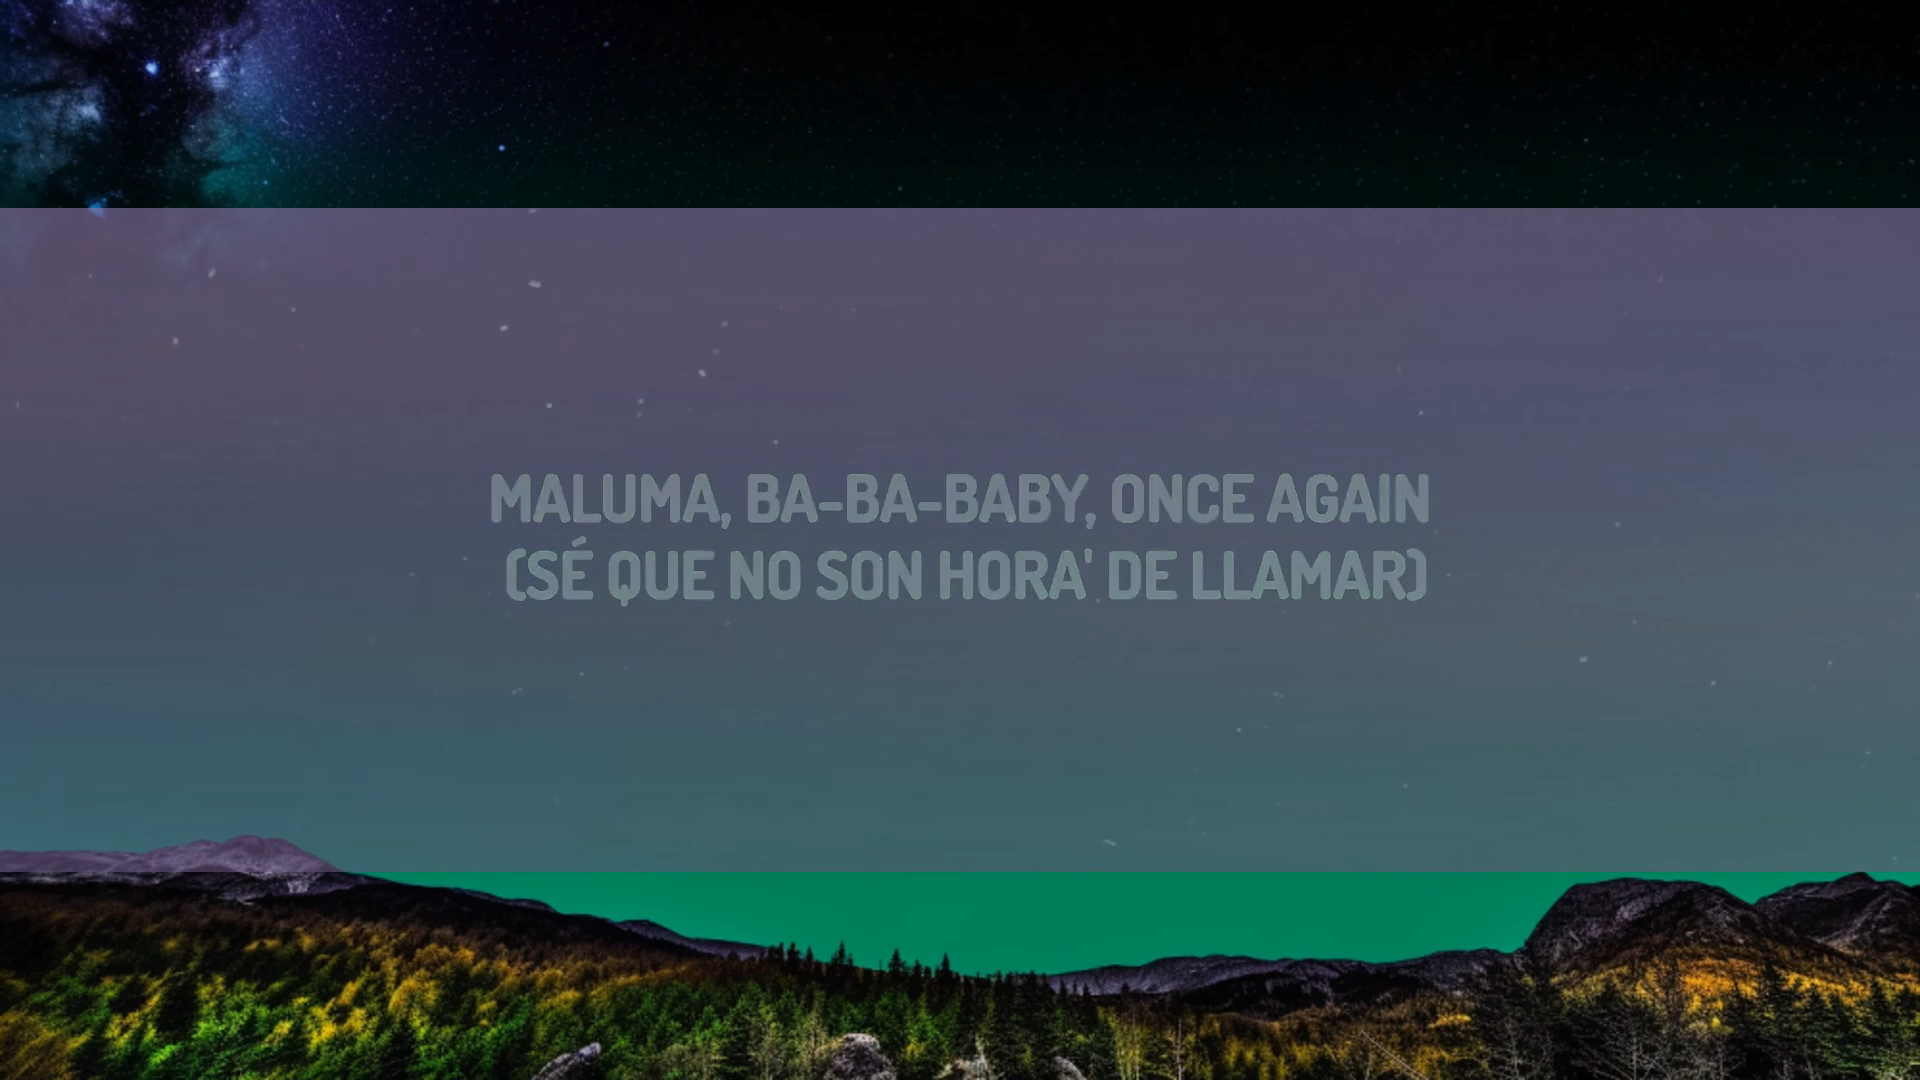 MALUMA, BA-BA-BABY, ONCE AGAIN
(SÉ QUE NO SON HORA' DE LLAMAR)